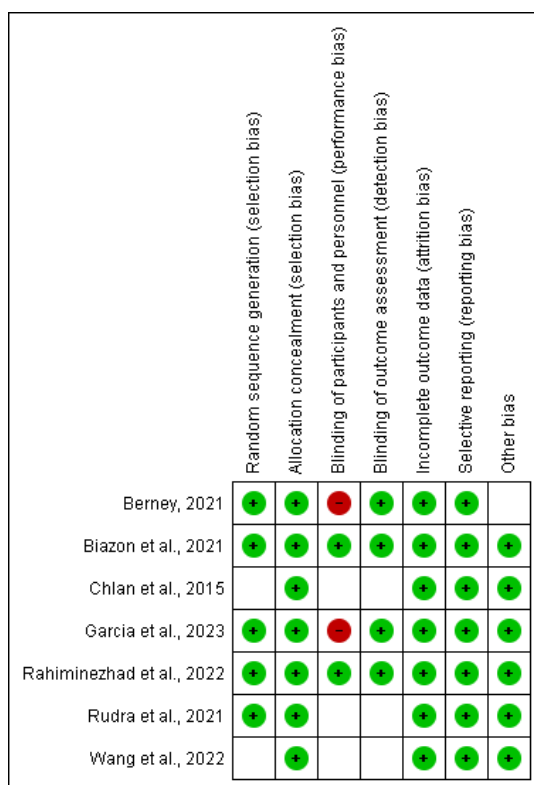 Random sequence generation (selection bias)
Allocation concealment (selection bias)
Blinding of participants and personnel (performance bias)
Blinding of outcome assessment (detection bias)
Incomplete outcome data (attrition bias)
Selective reporting (reporting bias)
Other bias
Berney, 2021 + + - + + +
Biazon et al., 2021 + + + + + + +
Chlan et al., 2015 + + + +
Garcia et al., 2023 + + - + + + +
Rahiminezhad et al., 2022 + + + + + + +
Rudra et al., 2021 + + + + +
Wang et al., 2022 + + + +